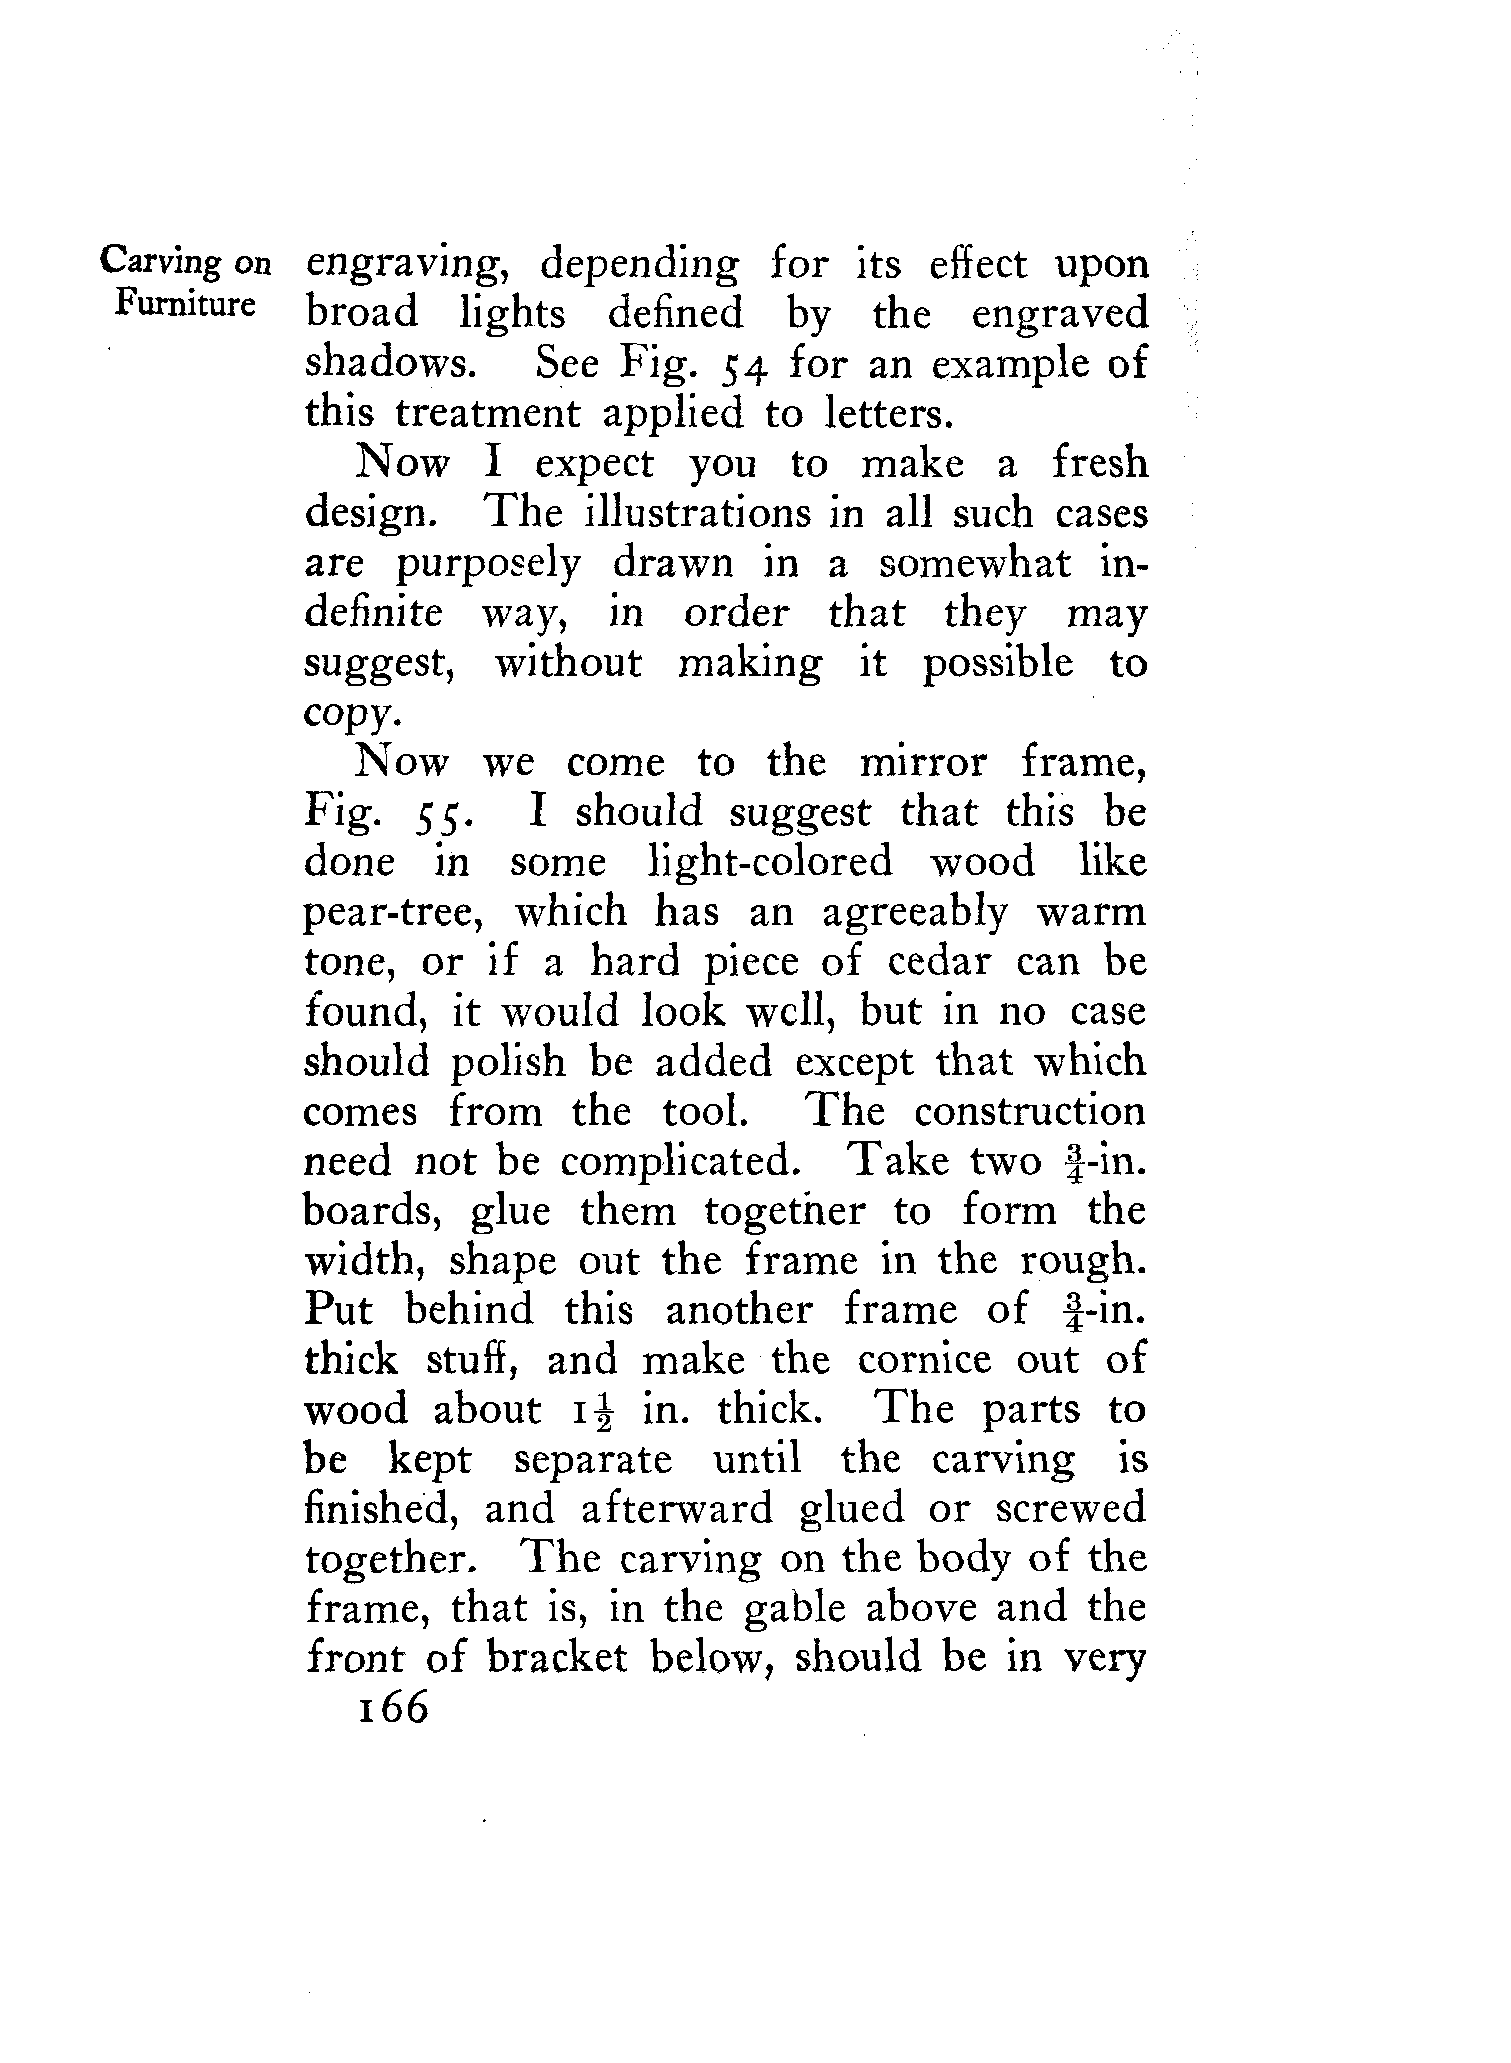 Carving on
Furniture
engraving, depending for its effect upon
broad lights defined by the engraved
shadows. See Fig. 54 for an example of
this treatment applied to letters.
Now I expect you to make a fresh
design. The illustrations in all such cases
are purposely drawn in a somewhat in-
definite way, in order that they may
suggest, without making it possible to
copy.
Now we come to the mirror frame,
Fig. 55. I should suggest that this be
done in some light-colored wood like
pear-tree, which has an agreeably warm
tone, or if a hard piece of cedar can be
found, it would look well, but in no case
should polish be added except that which
comes from the tool. The construction
need not be complicated. Take two ¾-in.
boards, glue them together to form the
width, shape out the frame in the rough.
Put behind this another frame of ¾-in.
thick stuff, and make the cornice out of
wood about 1½ in. thick. The parts to
be kept separate until the carving is
finished, and afterward glued or screwed
together. The carving on the body of the
frame, that is, in the gable above and the
front of bracket below, should be in very
166